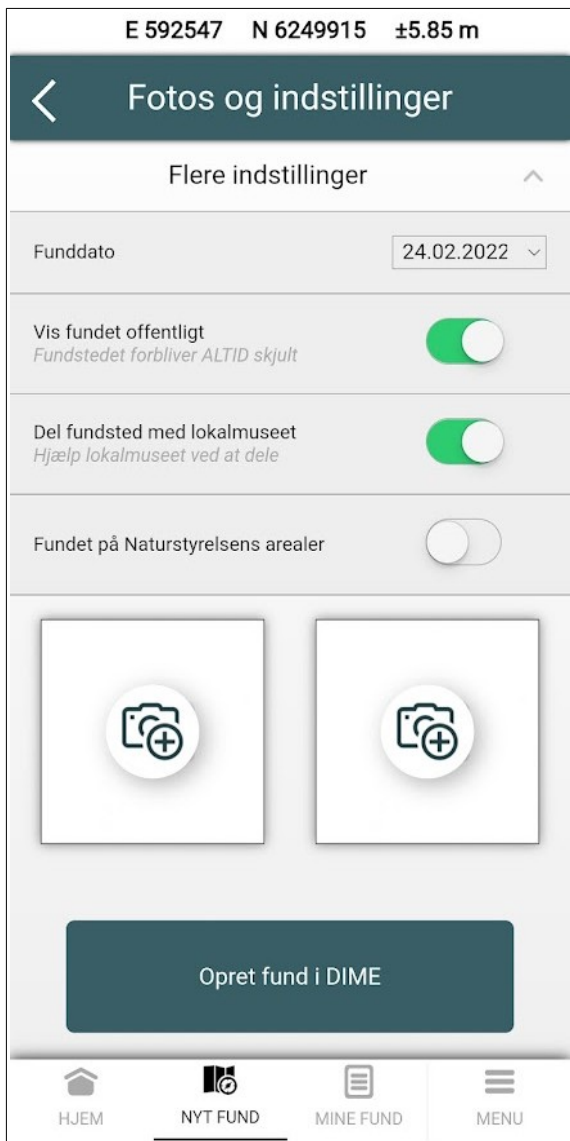 E 592547 N 6249915 ±5.85 m
Fotos og indstillinger
Flere indstillinger
Funddato 24.02.2022
Vis fundet offentligt
Fundstedet forbliver ALTID skjult
Del fundsted med lokalmuseet
Hjælp lokalmuseet ved at dele
Fundet på Naturstyrelsens arealer
Opret fund i DIME
HJEM NYT FUND MINE FUND MENU